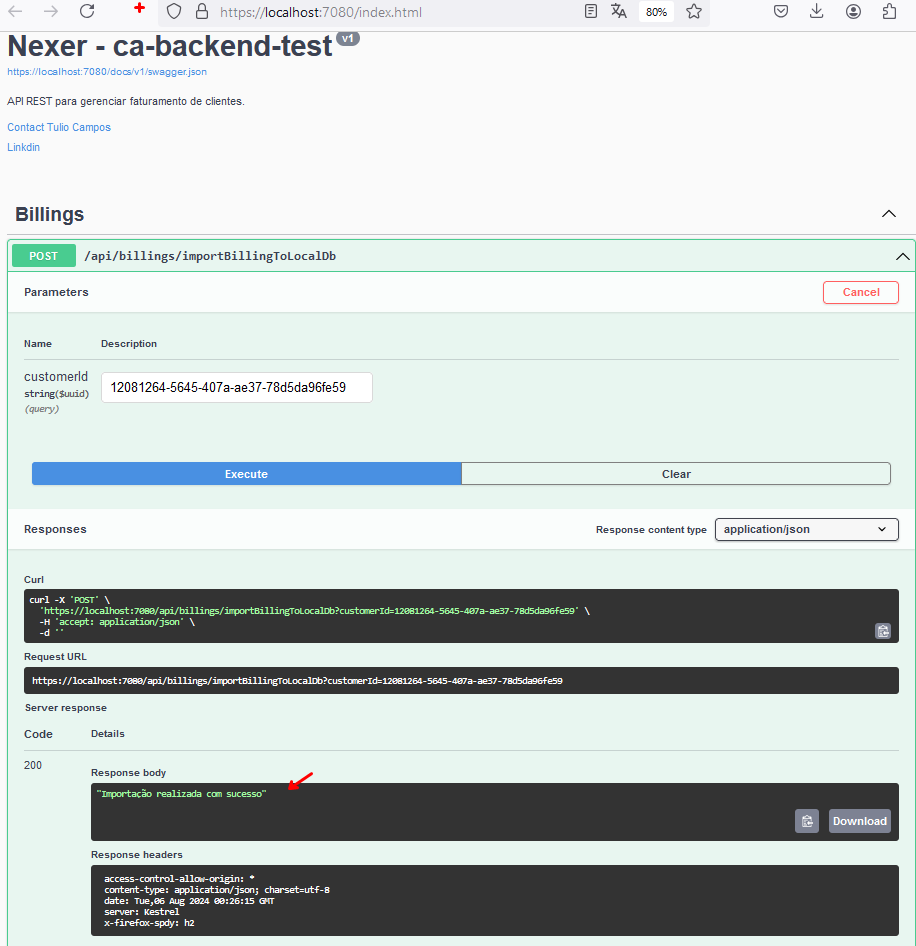 https://localhost:7080/index.html
80%
Nexer - ca-backend-test v1
https://localhost:7080/docs/v1/swagger.json
API REST para gerenciar faturamento de clientes.
Contact Tulio Campos
Linkdin
Billings
POST /api/billings/importBillingToLocalDb
Parameters
Cancel
Name Description
customerId
string($uuid)
(query)
12081264-5645-407a-ae37-78d5da96fe59
Execute Clear
Responses
Response content type application/json
Curl
curl -X 'POST' \
'https://localhost:7080/api/billings/importBillingToLocalDb?customerId=12081264-5645-407a-ae37-78d5da96fe59' \
-H 'accept: application/json' \
-d ''
Request URL
https://localhost:7080/api/billings/importBillingToLocalDb?customerId=12081264-5645-407a-ae37-78d5da96fe59
Server response
Code Details
200
Response body
"Importação realizada com sucesso"
Download
Response headers
access-control-allow-origin: *
content-type: application/json; charset=utf-8
date: Tue,06 Aug 2024 00:26:15 GMT
server: Kestrel
x-firefox-spdy: h2